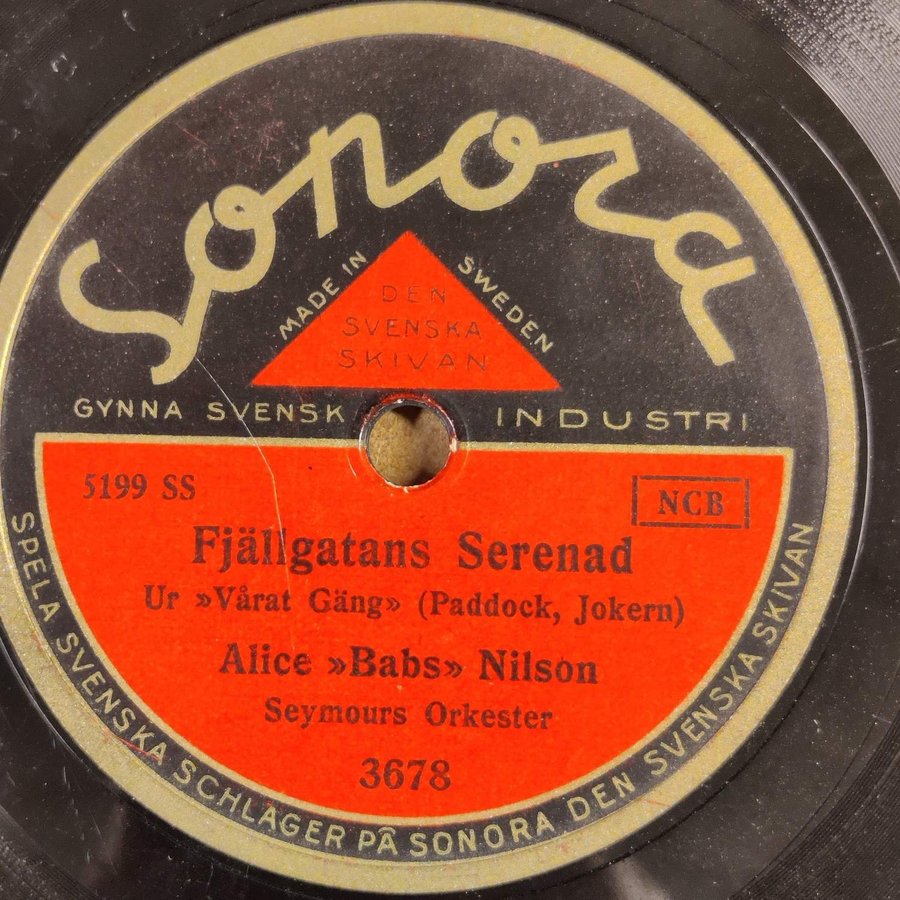 Sonora
MADE IN SWEDEN
DEN
SVENSKA
SKIVAN
GYNNA SVENSK INDUSTRI
5199 SS
NCB
Fjällgatans Serenad
Ur »Vårat Gäng» (Paddock, Jokern)
Alice »Babs» Nilson
Seymours Orkester
3678
SPELA SVENSKA SCHLAGER PÅ SONORA DEN SVENSKA SKIVAN